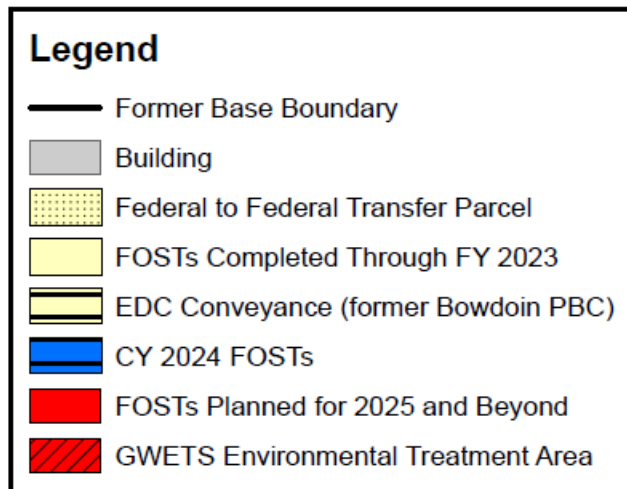 Legend
Former Base Boundary
Building
Federal to Federal Transfer Parcel
FOSTs Completed Through FY 2023
EDC Conveyance (former Bowdoin PBC)
CY 2024 FOSTs
FOSTs Planned for 2025 and Beyond
GWETS Environmental Treatment Area